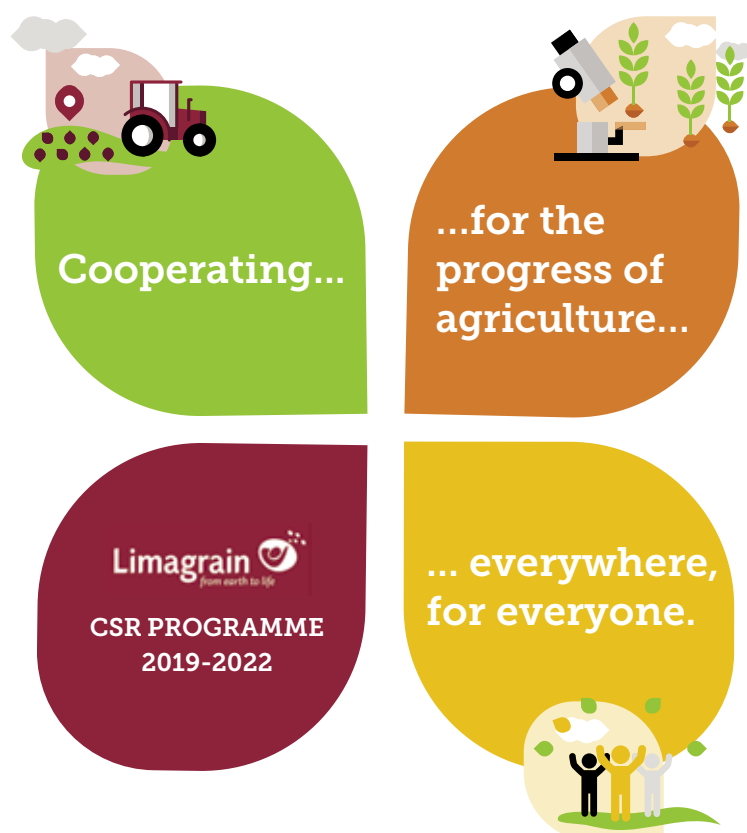 Cooperating...
...for the
progress of
agriculture...
Limagrain
from earth to life
CSR PROGRAMME
2019-2022
... everywhere,
for everyone.